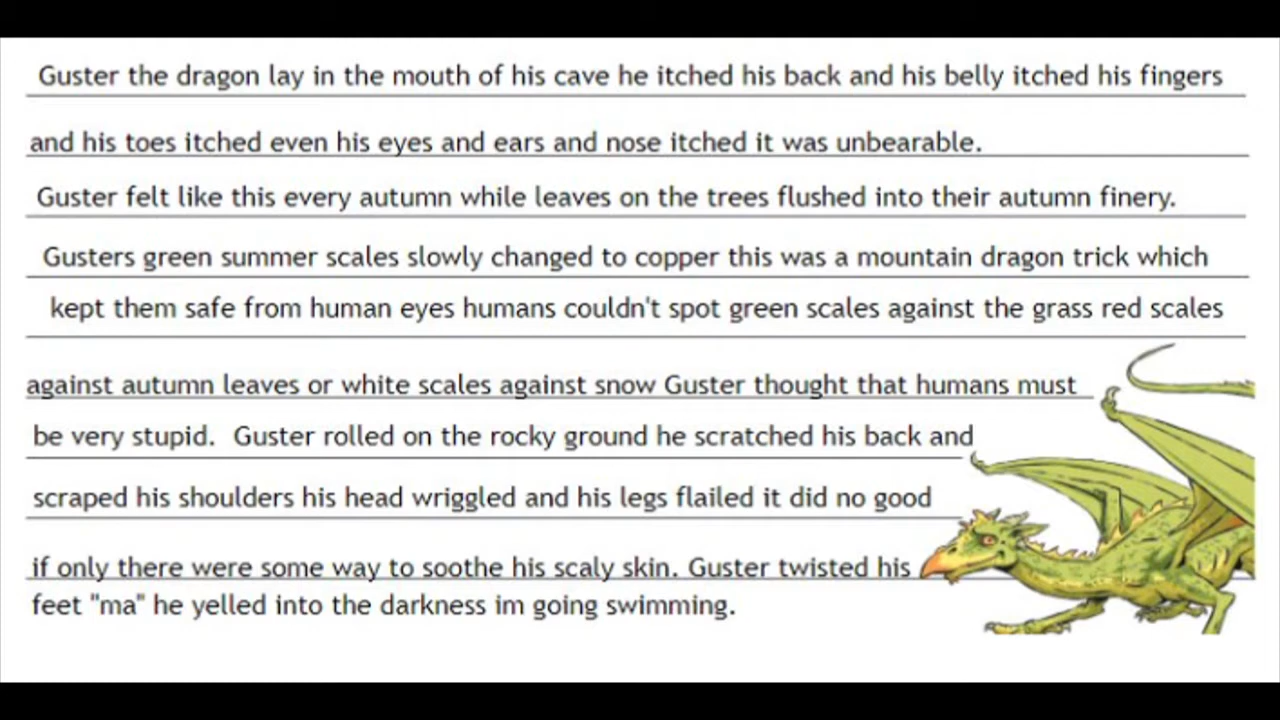 Guster the dragon lay in the mouth of his cave he itched his back and his belly itched his fingers
and his toes itched even his eyes and ears and nose itched it was unbearable.
Guster felt like this every autumn while leaves on the trees flushed into their autumn finery.
Gusters green summer scales slowly changed to copper this was a mountain dragon trick which
kept them safe from human eyes humans couldn't spot green scales against the grass red scales
against autumn leaves or white scales against snow Guster thought that humans must
be very stupid. Guster rolled on the rocky ground he scratched his back and
scraped his shoulders his head wriggled and his legs flailed it did no good
if only there were some way to soothe his scaly skin. Guster twisted his
feet "ma" he yelled into the darkness im going swimming.